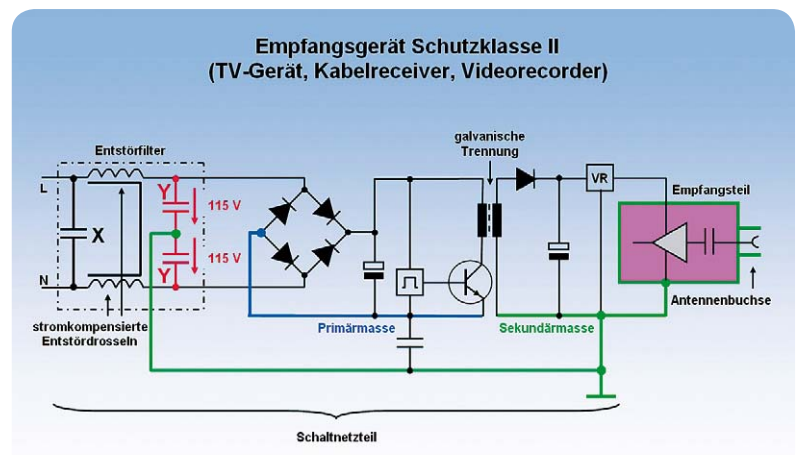 Empfangsgerät Schutzklasse II
(TV-Gerät, Kabelreceiver, Videorecorder)
galvanische
Trennung
Entstörfilter
L
Y
115 V
X
Y
115 V
N
VR
Empfangsteil
Antennenbuchse
stromkompensierte
Entstördrosseln
Primärmasse
Sekundärmasse
Schaltnetzteil